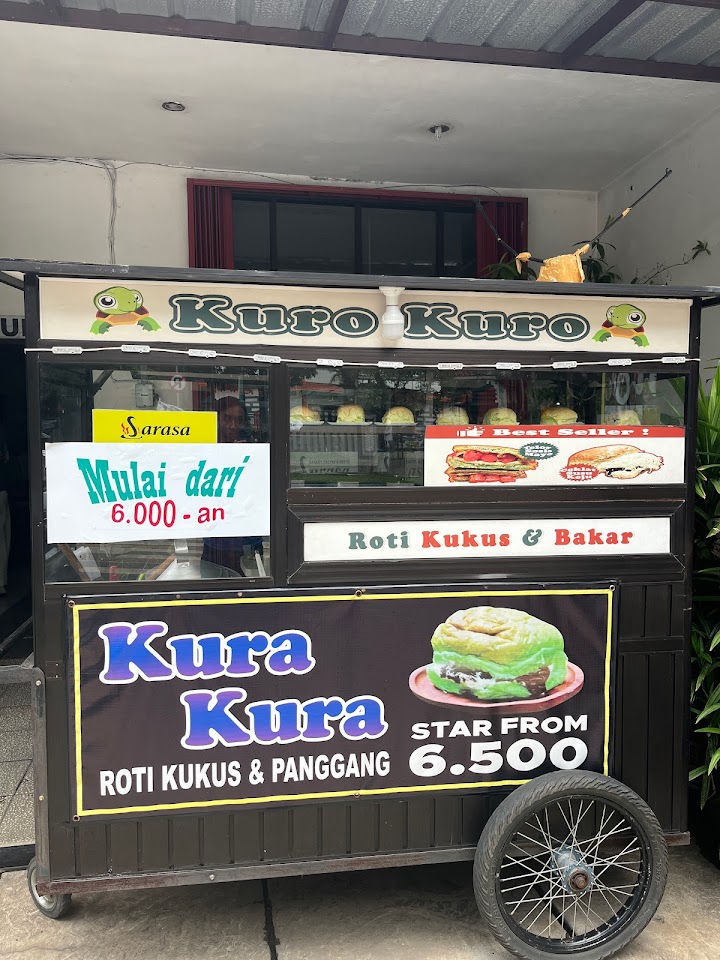 Kuro Kuro
Sarasa
Mulai dari
6.000-an
Best Seller !
Roti Kukus & Bakar
Kura
Kura
ROTI KUKUS & PANGGANG
STAR FROM
6.500